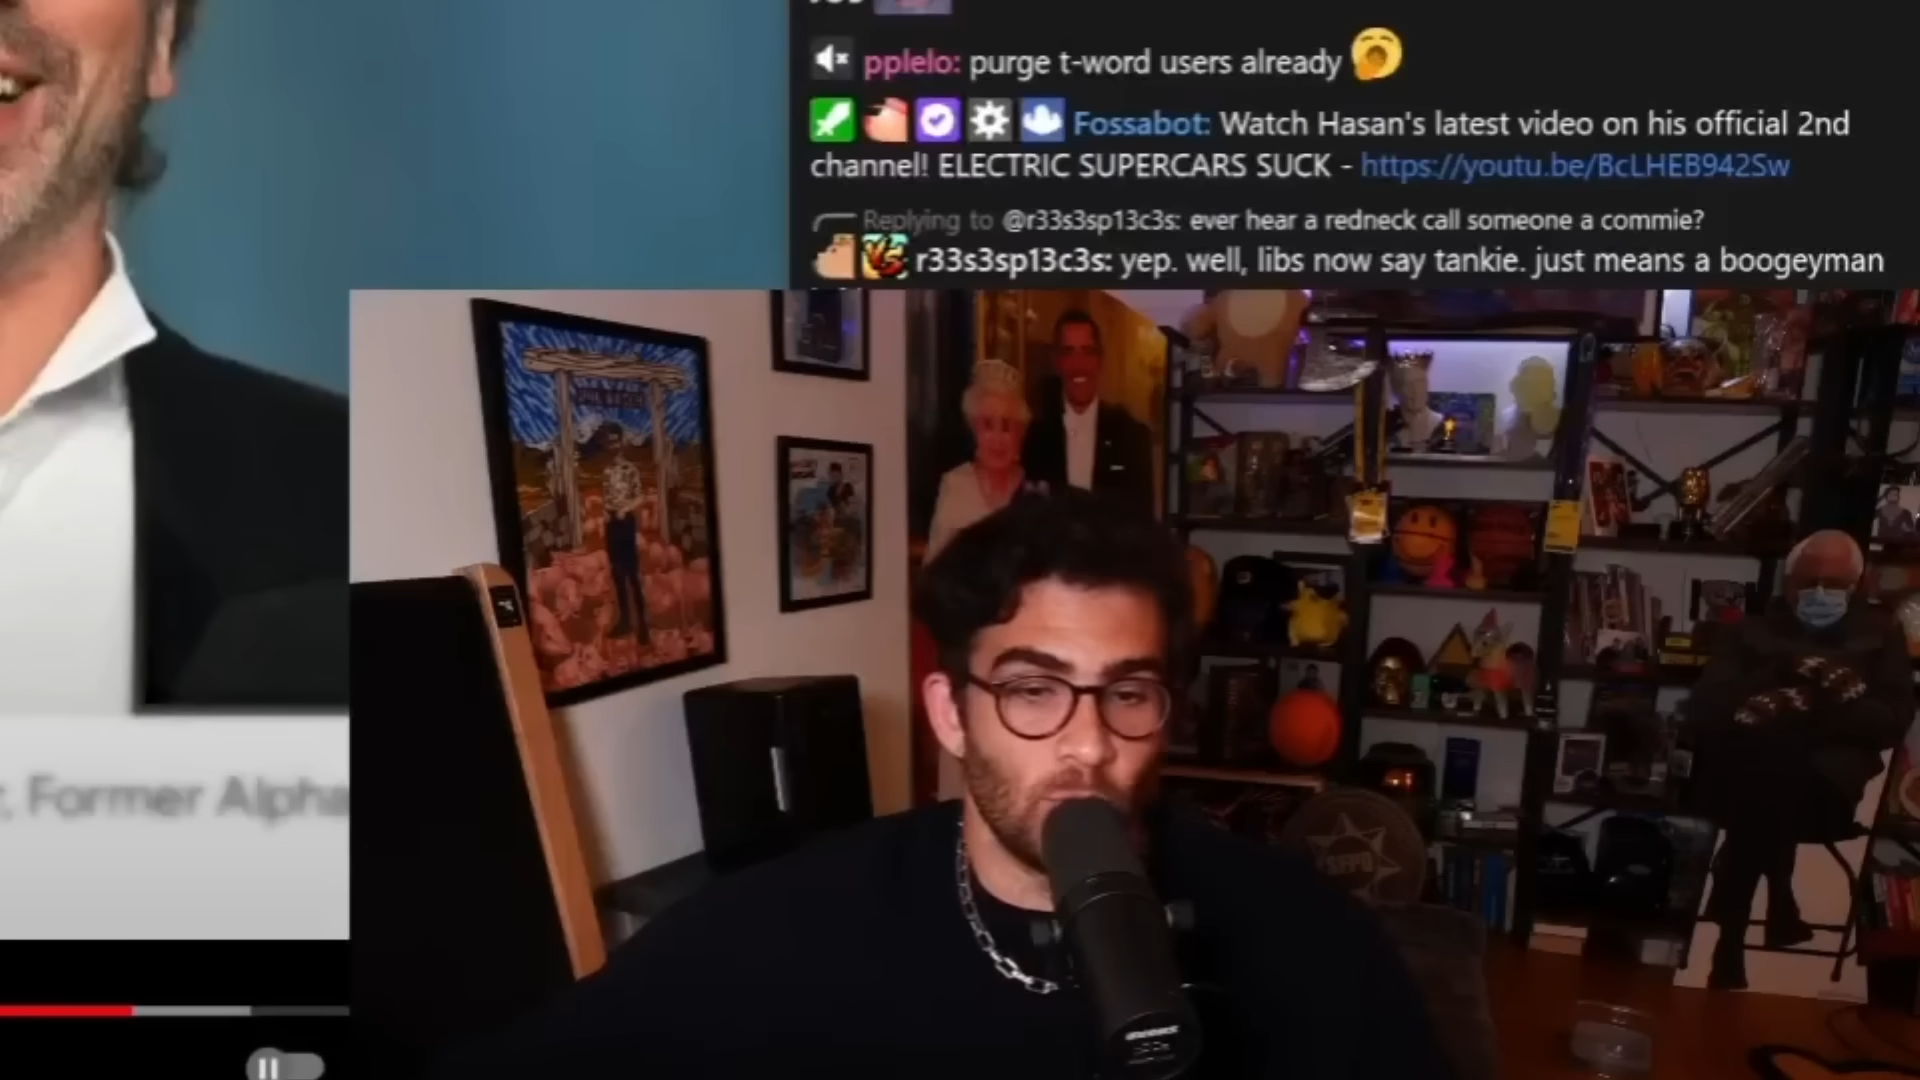 pplelo: purge t-word users already
Fossabot: Watch Hasan's latest video on his official 2nd
channel! ELECTRIC SUPERCARS SUCK - https://youtu.be/BcLHEB942Sw
Replying to @r33s3sp13c3s: ever hear a redneck call someone a commie?
r33s3sp13c3s: yep. well, libs now say tankie. just means a boogeyman
, Former Alpha
SFPD